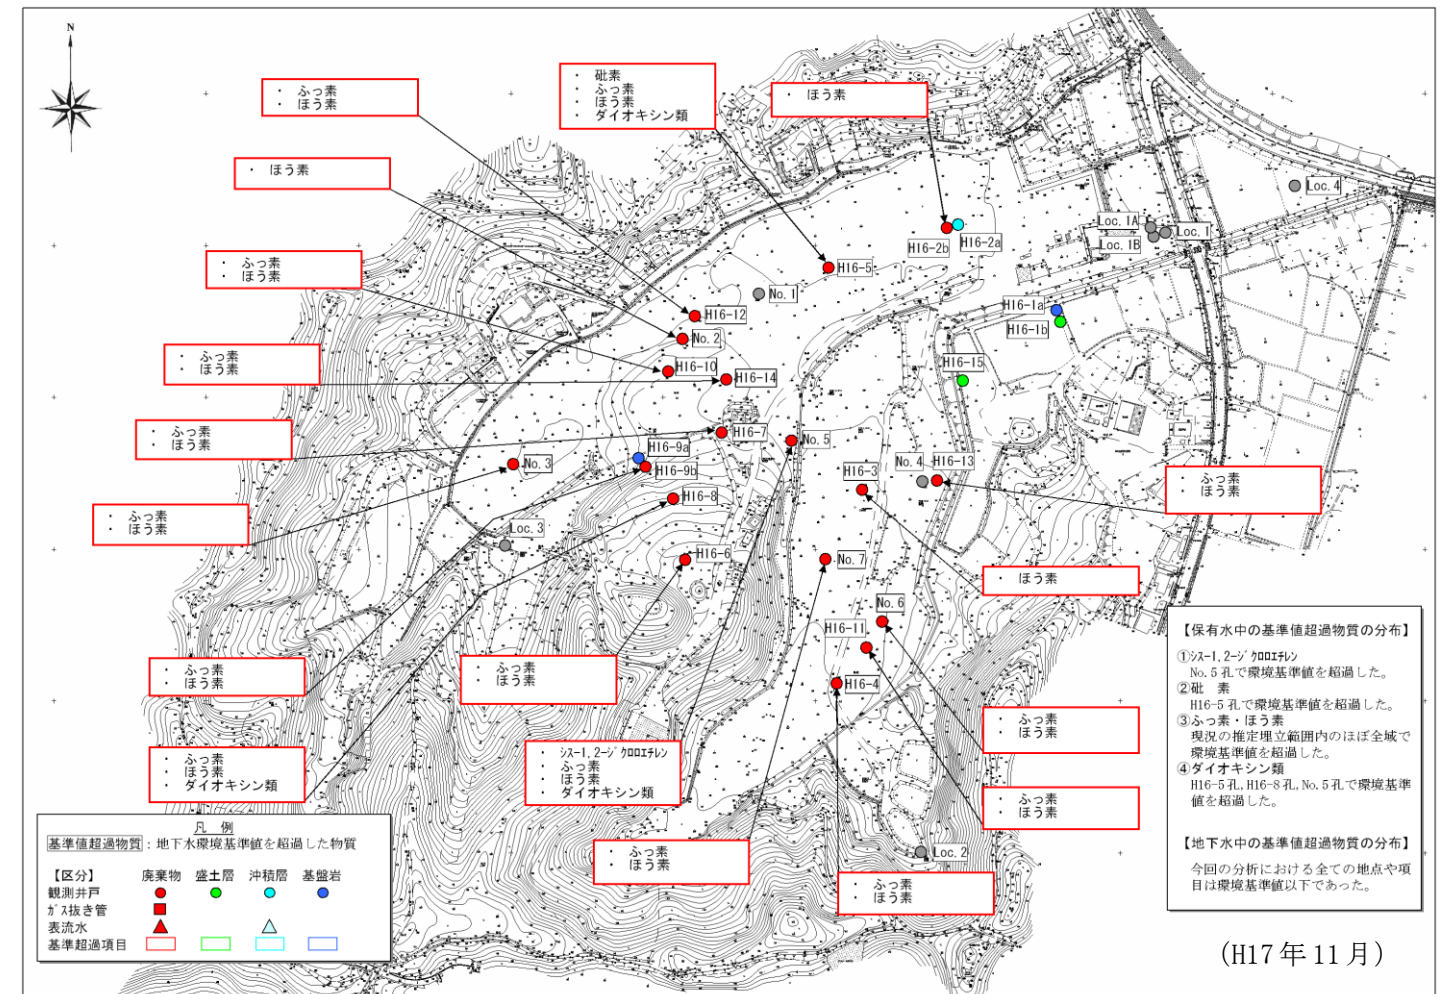 N
・ ふっ素
・ ほう素
・ 砒素
・ ふっ素
・ ほう素
・ ダイオキシン類
・ ほう素
・ ほう素
・ ふっ素
・ ほう素
・ ふっ素
・ ほう素
・ ふっ素
・ ほう素
・ ふっ素
・ ほう素
・ ふっ素
・ ほう素
・ ふっ素
・ ほう素
・ ダイオキシン類
・ ふっ素
・ ほう素
・ シス-1,2-ジクロロエチレン
・ ふっ素
・ ほう素
・ ダイオキシン類
・ ふっ素
・ ほう素
・ ふっ素
・ ほう素
・ ふっ素
・ ほう素
・ ふっ素
・ ほう素
・ ほう素
・ ふっ素
・ ほう素
Loc. 4
Loc. 1A
Loc. 1
Loc. 1B
H16-2b
H16-2a
H16-5
No. 1
H16-1a
H16-1b
H16-12
No. 2
H16-10
H16-14
H16-15
H16-7
No. 5
H16-9a
H16-9b
No. 3
H16-3
No. 4
H16-13
H16-8
Loc. 3
H16-6
No. 7
No. 6
H16-11
H16-4
Loc. 2
凡 例
基準値超過物質：地下水環境基準値を超過した物質
【区分】 廃棄物 盛土層 沖積層 基盤岩
観測井戸
ガス抜き管
表流水
基準超過項目
【保有水中の基準値超過物質の分布】
①シス-1,2-ジクロロエチレン
No.5孔で環境基準値を超過した。
②砒 素
H16-5孔で環境基準値を超過した。
③ふっ素・ほう素
現況の推定埋立範囲内のほぼ全域で
環境基準値を超過した。
④ダイオキシン類
H16-5孔,H16-8孔,No.5孔で環境基準
値を超過した。
【地下水中の基準値超過物質の分布】
今回の分析における全ての地点や項
目は環境基準値以下であった。
(H17年11月)